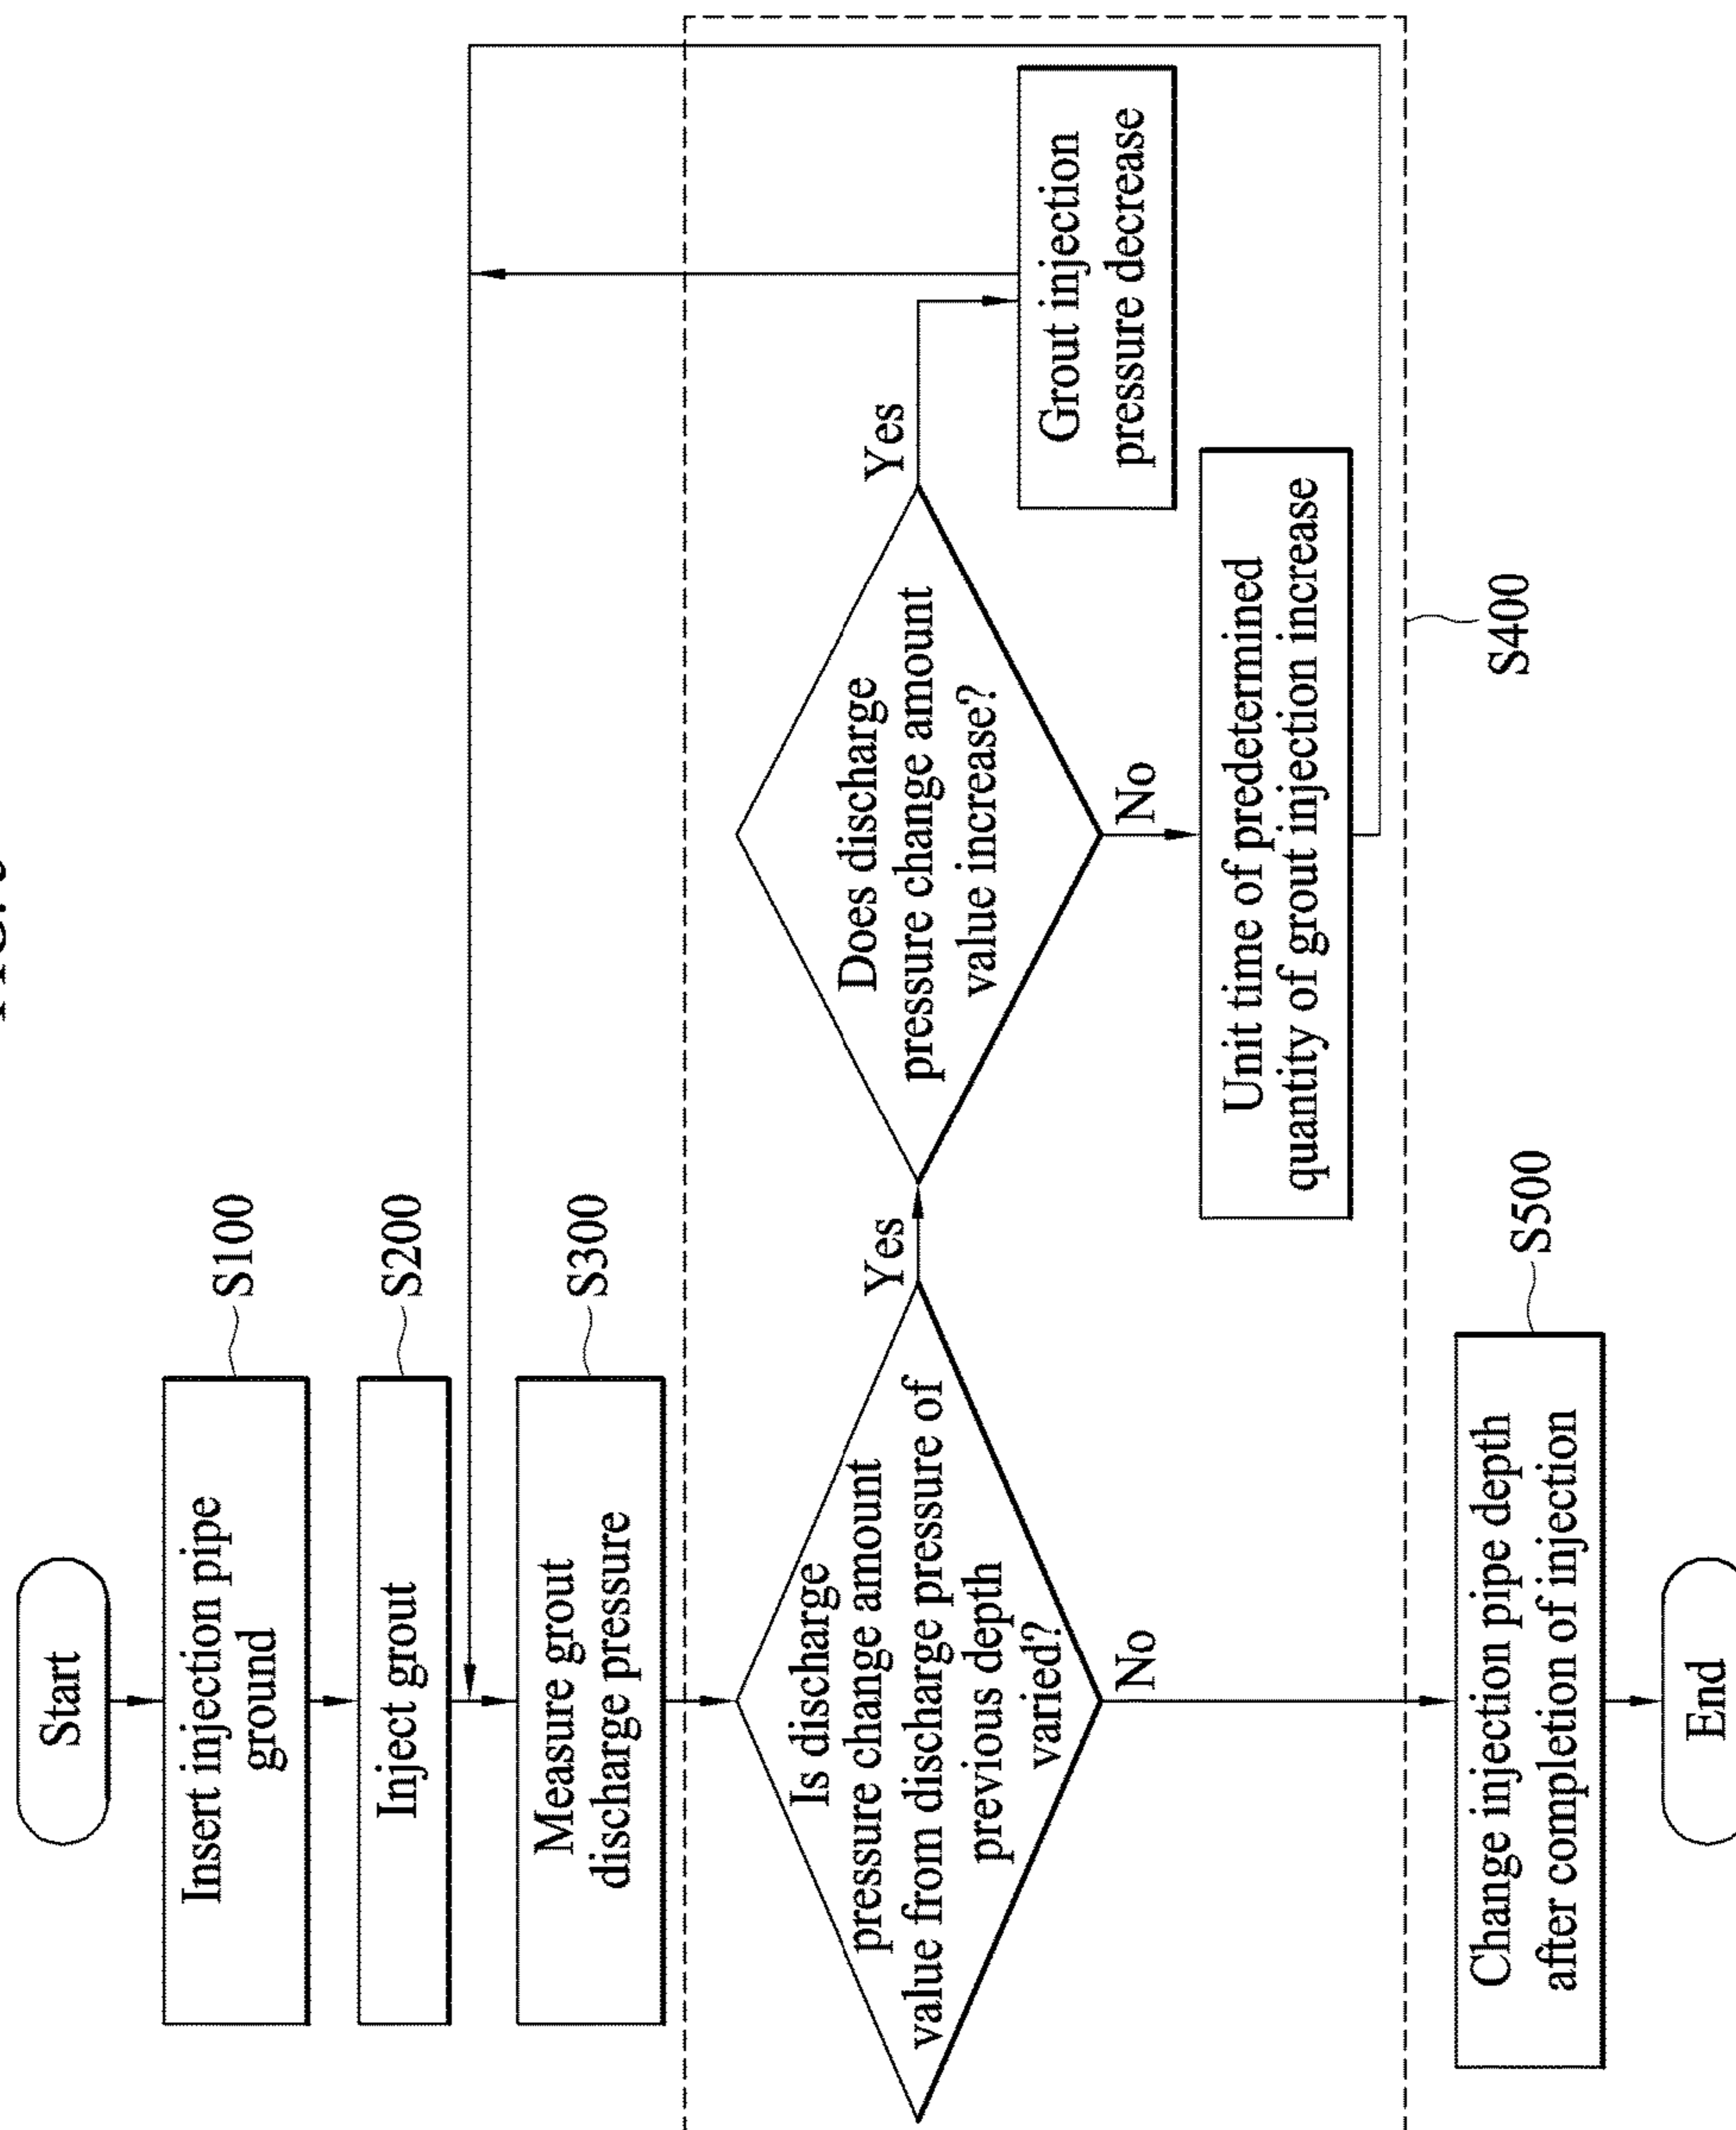 Start
Insert injection pipe
ground
S100
Inject grout
S200
Measure grout
discharge pressure
S300
Is discharge
pressure change amount
value from discharge pressure of
previous depth
varied?
Yes
No
Does discharge
pressure change amount
value increase?
Yes
No
Grout injection
pressure decrease
Unit time of predetermined
quantity of grout injection increase
S400
Change injection pipe depth
after completion of injection
S500
End